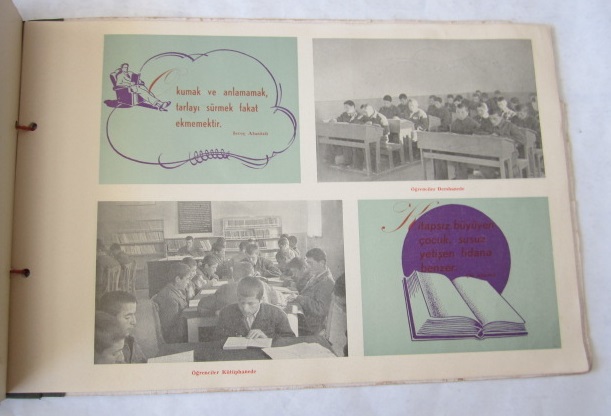 Okumak ve anlamamak,
tarlayı sürmek fakat
ekmemektir.
Öğrenciler Dershanede
Kitapsız büyüyen
çocuk, susuz
yetişen fidana
benzer.
Öğrenciler Kütüphanede